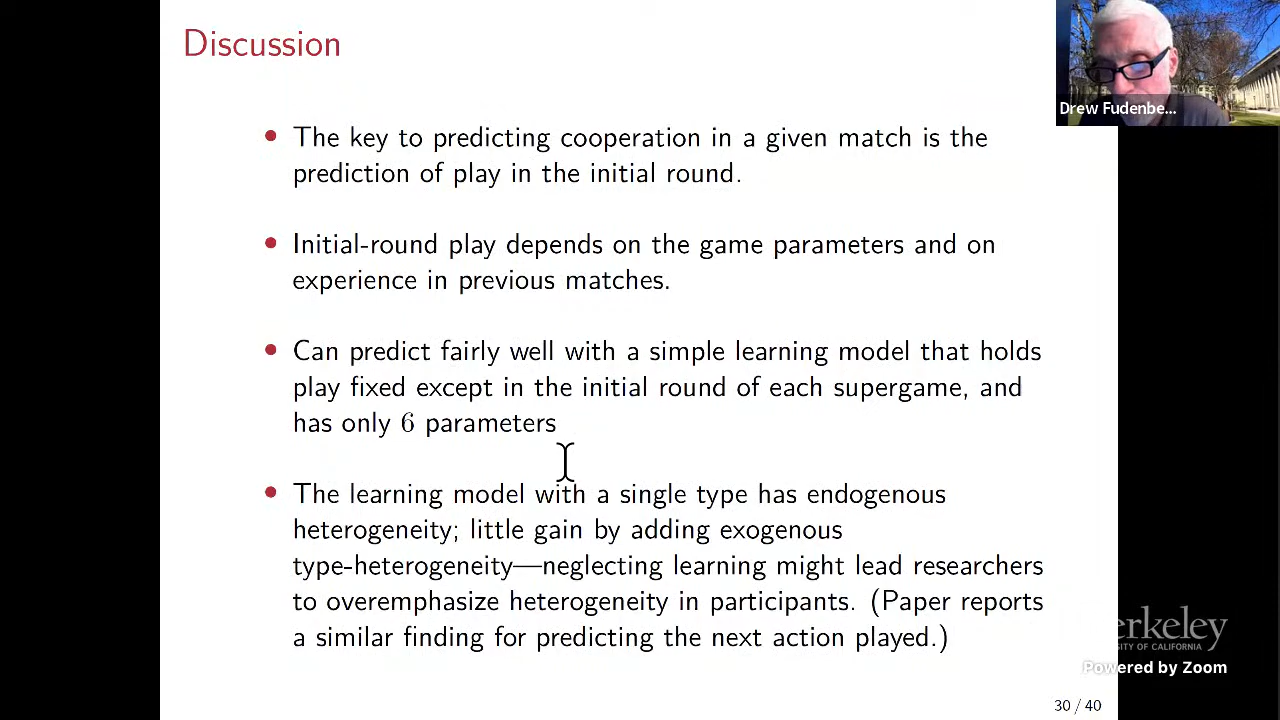 Discussion
Drew Fudenbe...
• The key to predicting cooperation in a given match is the
prediction of play in the initial round.
• Initial-round play depends on the game parameters and on
experience in previous matches.
• Can predict fairly well with a simple learning model that holds
play fixed except in the initial round of each supergame, and
has only 6 parameters
• The learning model with a single type has endogenous
heterogeneity; little gain by adding exogenous
type-heterogeneity—neglecting learning might lead researchers
to overemphasize heterogeneity in participants. (Paper reports
a similar finding for predicting the next action played.)
erkeley
SITY OF CALIFORNIA
Powered by Zoom
30 / 40